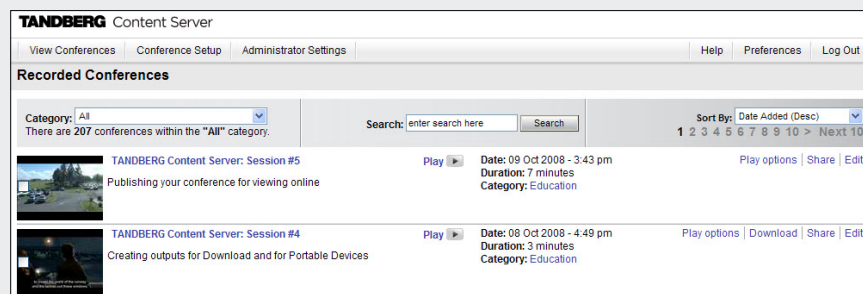 TANDBERG Content Server
View Conferences Conference Setup Administrator Settings Help Preferences Log Out
Recorded Conferences
Category: All Search: enter search here Search Sort By: Date Added (Desc)
There are 207 conferences within the "All" category. 1 2 3 4 5 6 7 8 9 10 > Next 10
TANDBERG Content Server: Session #5 Play Date: 09 Oct 2008 - 3:43 pm Play options Share Edit
Duration: 7 minutes
Publishing your conference for viewing online Category: Education
TANDBERG Content Server: Session #4 Play Date: 08 Oct 2008 - 4:49 pm Play options Download Share Edit
Duration: 3 minutes
Creating outputs for Download and for Portable Devices Category: Education